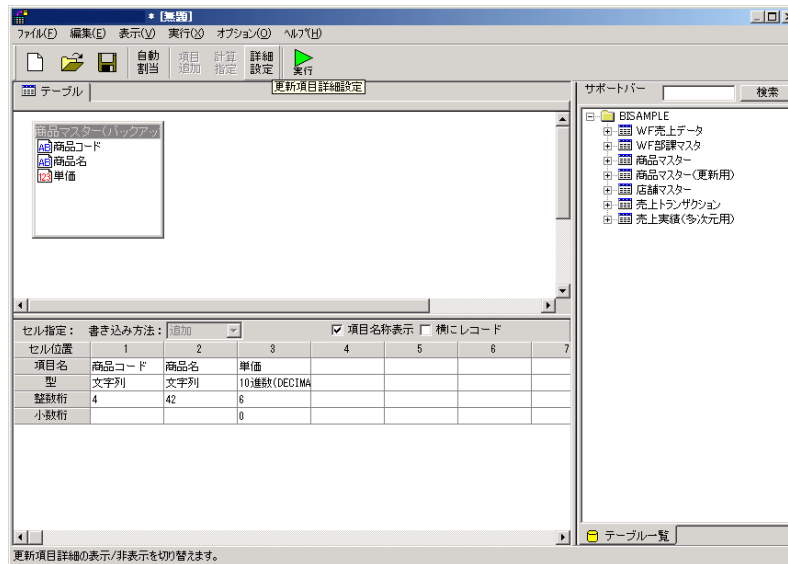 * [無題]
ファイル(F) 編集(E) 表示(V) 実行(X) オプション(O) ヘルプ(H)
自動割当 項目追加 計算指定 詳細設定 実行
更新項目詳細設定
テーブル
商品マスター(バックアッ
AB 商品コード
AB 商品名
123 単価
セル指定： 書き込み方法： 追加 項目名称表示 横にレコード
セル位置 1 2 3 4 5 6 7
項目名 商品コード 商品名 単価
型 文字列 文字列 10進数(DECIMA
整数桁 4 42 6
小数桁 0
サポートバー 検索
BISAMPLE
WF売上データ
WF部課マスタ
商品マスター
商品マスター(更新用)
店舗マスター
売上トランザクション
売上実績(多次元用)
テーブル一覧
更新項目詳細の表示/非表示を切り替えます。